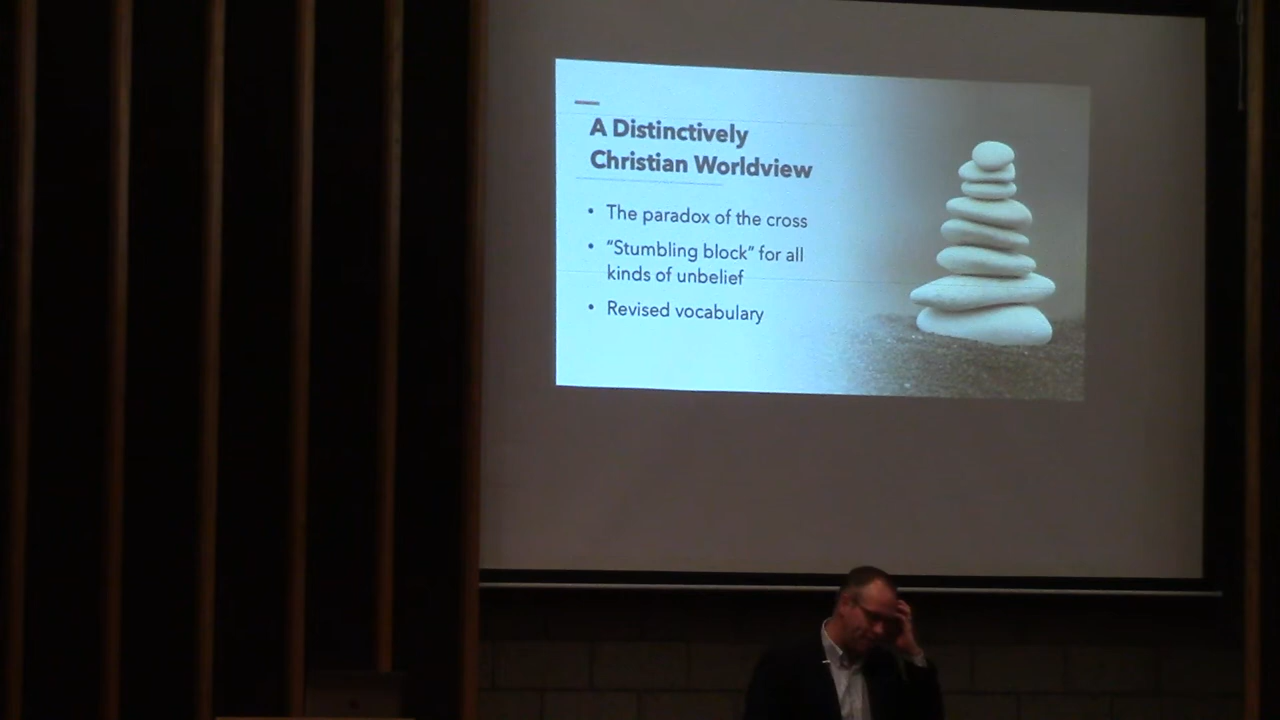 A Distinctively
Christian Worldview
• The paradox of the cross
• “Stumbling block” for all
kinds of unbelief
• Revised vocabulary